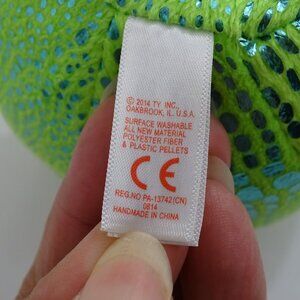 © 2014 TY INC.,
OAKBROOK, IL. U.S.A.
SURFACE WASHABLE
ALL NEW MATERIAL
POLYESTER FIBER
& PLASTIC PELLETS
CE
REG.NO PA-13742(CN)
0814
HANDMADE IN CHINA